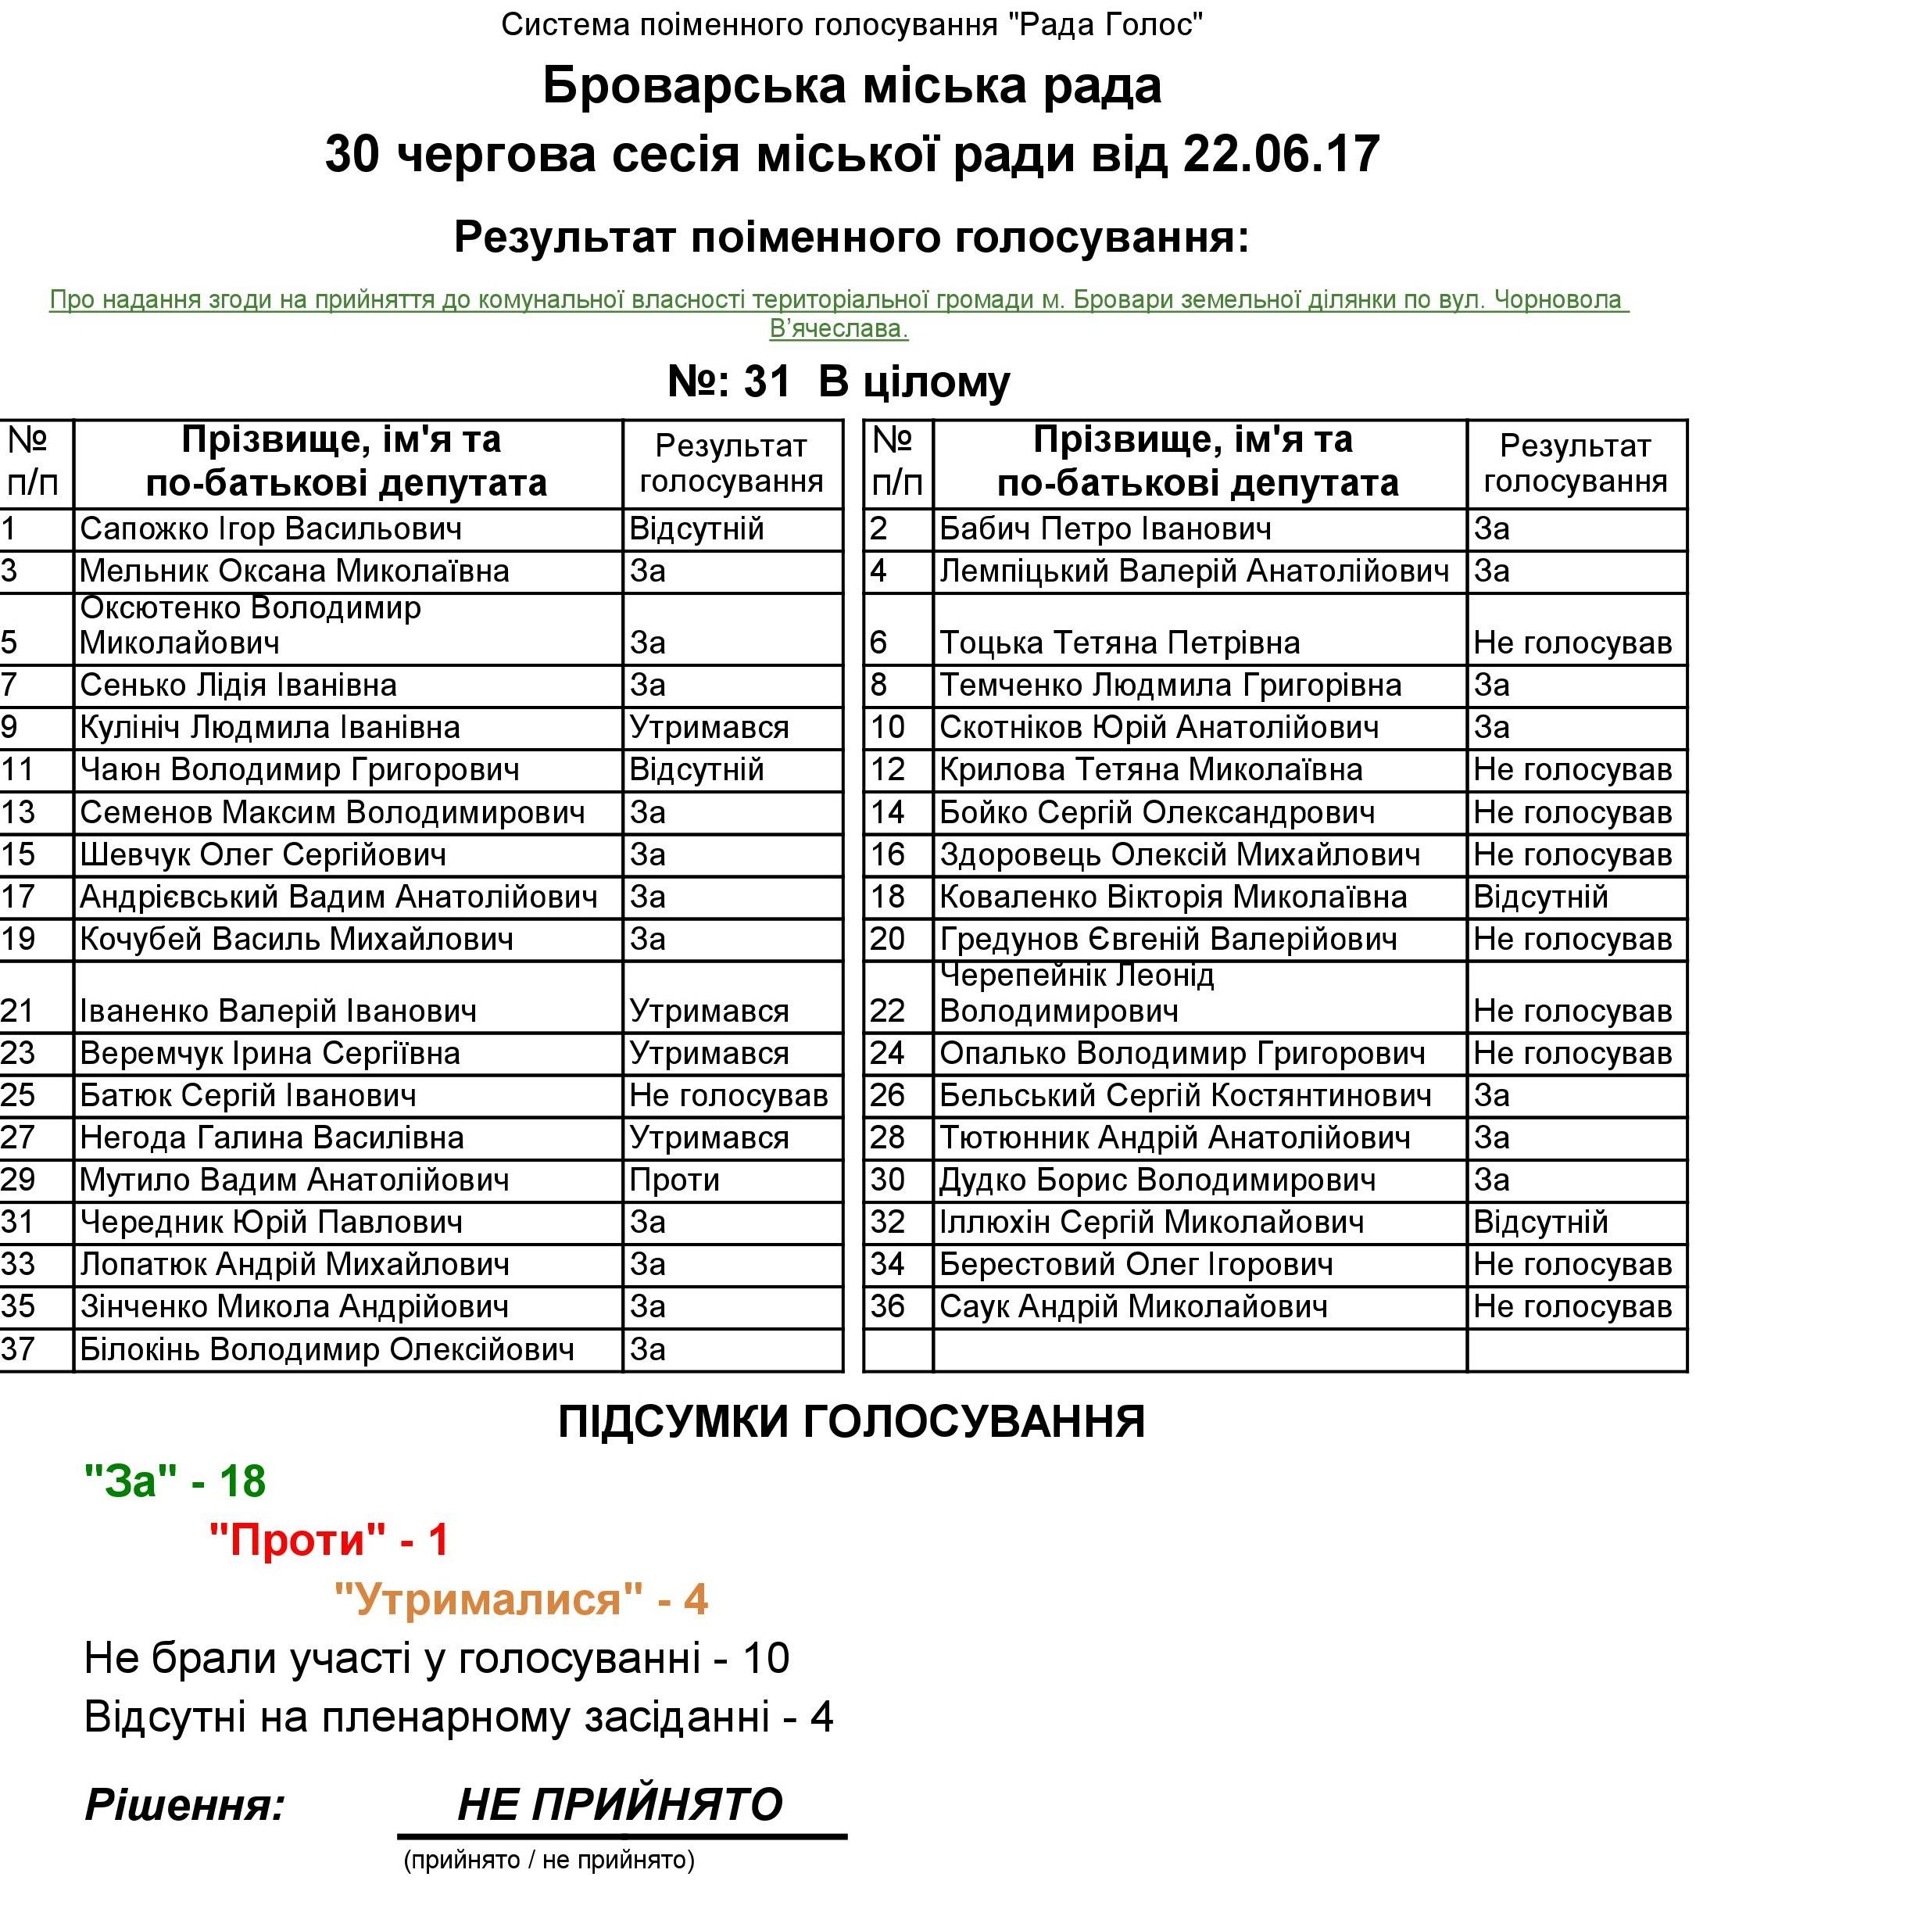 Система поіменного голосування "Рада Голос"
Броварська міська рада
30 чергова сесія міської ради від 22.06.17
Результат поіменного голосування:
Про надання згоди на прийняття до комунальної власності територіальної громади м. Бровари земельної ділянки по вул. Чорновола
В’ячеслава.
№: 31 В цілому
№ п/п Прізвище, ім'я та по-батькові депутата Результат голосування № п/п Прізвище, ім'я та по-батькові депутата Результат голосування
1 Сапожко Ігор Васильович Відсутній 2 Бабич Петро Іванович За
3 Мельник Оксана Миколаївна За 4 Лемпіцький Валерій Анатолійович За
5 Оксютенко Володимир Миколайович За 6 Тоцька Тетяна Петрівна Не голосував
7 Сенько Лідія Іванівна За 8 Темченко Людмила Григорівна За
9 Кулініч Людмила Іванівна Утримався 10 Скотніков Юрій Анатолійович За
11 Чаюн Володимир Григорович Відсутній 12 Крилова Тетяна Миколаївна Не голосував
13 Семенов Максим Володимирович За 14 Бойко Сергій Олександрович Не голосував
15 Шевчук Олег Сергійович За 16 Здоровець Олексій Михайлович Не голосував
17 Андрієвський Вадим Анатолійович За 18 Коваленко Вікторія Миколаївна Відсутній
19 Кочубей Василь Михайлович За 20 Гредунов Євгеній Валерійович Не голосував
21 Іваненко Валерій Іванович Утримався 22 Черепейнік Леонід Володимирович Не голосував
23 Веремчук Ірина Сергіївна Утримався 24 Опалько Володимир Григорович Не голосував
25 Батюк Сергій Іванович Не голосував 26 Бельський Сергій Костянтинович За
27 Негода Галина Василівна Утримався 28 Тютюнник Андрій Анатолійович За
29 Мутило Вадим Анатолійович Проти 30 Дудко Борис Володимирович За
31 Чередник Юрій Павлович За 32 Іллюхін Сергій Миколайович Відсутній
33 Лопатюк Андрій Михайлович За 34 Берестовий Олег Ігорович Не голосував
35 Зінченко Микола Андрійович За 36 Саук Андрій Миколайович Не голосував
37 Білокінь Володимир Олексійович За
ПІДСУМКИ ГОЛОСУВАННЯ
"За" - 18
"Проти" - 1
"Утрималися" - 4
Не брали участі у голосуванні - 10
Відсутні на пленарному засіданні - 4
Рішення: НЕ ПРИЙНЯТО
(прийнято / не прийнято)